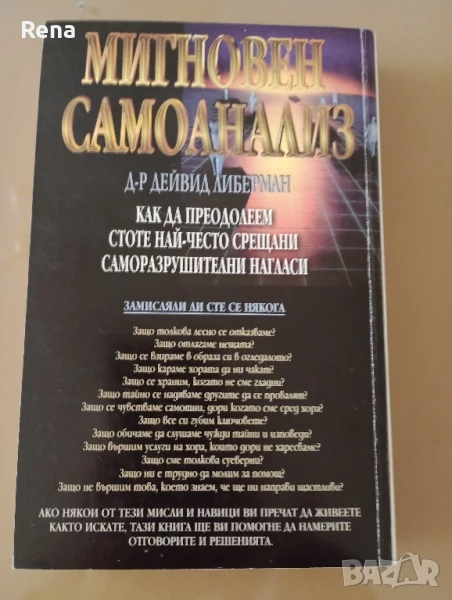 Rena
МИГНОВЕН
САМОАНАЛИЗ
Д-Р ДЕЙВИД ЛИБЕРМАН
КАК ДА ПРЕОДОЛЕЕМ
СТОТЕ НАЙ-ЧЕСТО СРЕЩАНИ
САМОРАЗРУШИТЕЛНИ НАГЛАСИ
ЗАМИСЛЯЛИ ЛИ СТЕ СЕ НЯКОГА
Защо толкова лесно се отказваме?
Защо отлагаме нещата?
Защо се взираме в образа си в огледалото?
Защо караме хората да ни чакат?
Защо се храним, когато не сме гладни?
Защо тайно се надяваме другите да се провалят?
Защо се чувстваме самотни, дори когато сме сред хора?
Защо все си губим ключовете?
Защо обичаме да слушаме чужди тайни и изповеди?
Защо вършим услуги на хора, които дори не харесваме?
Защо сме толкова суеверни?
Защо ни е трудно да молим за помощ?
Защо не вършим това, което знаем, че ще ни направи щастливи?
АКО НЯКОИ ОТ ТЕЗИ МИСЛИ И НАВИЦИ ВИ ПРЕЧАТ ДА ЖИВЕЕТЕ
КАКТО ИСКАТЕ, ТАЗИ КНИГА ЩЕ ВИ ПОМОГНЕ ДА НАМЕРИТЕ
ОТГОВОРИТЕ И РЕШЕНИЯТА.
BAZAR